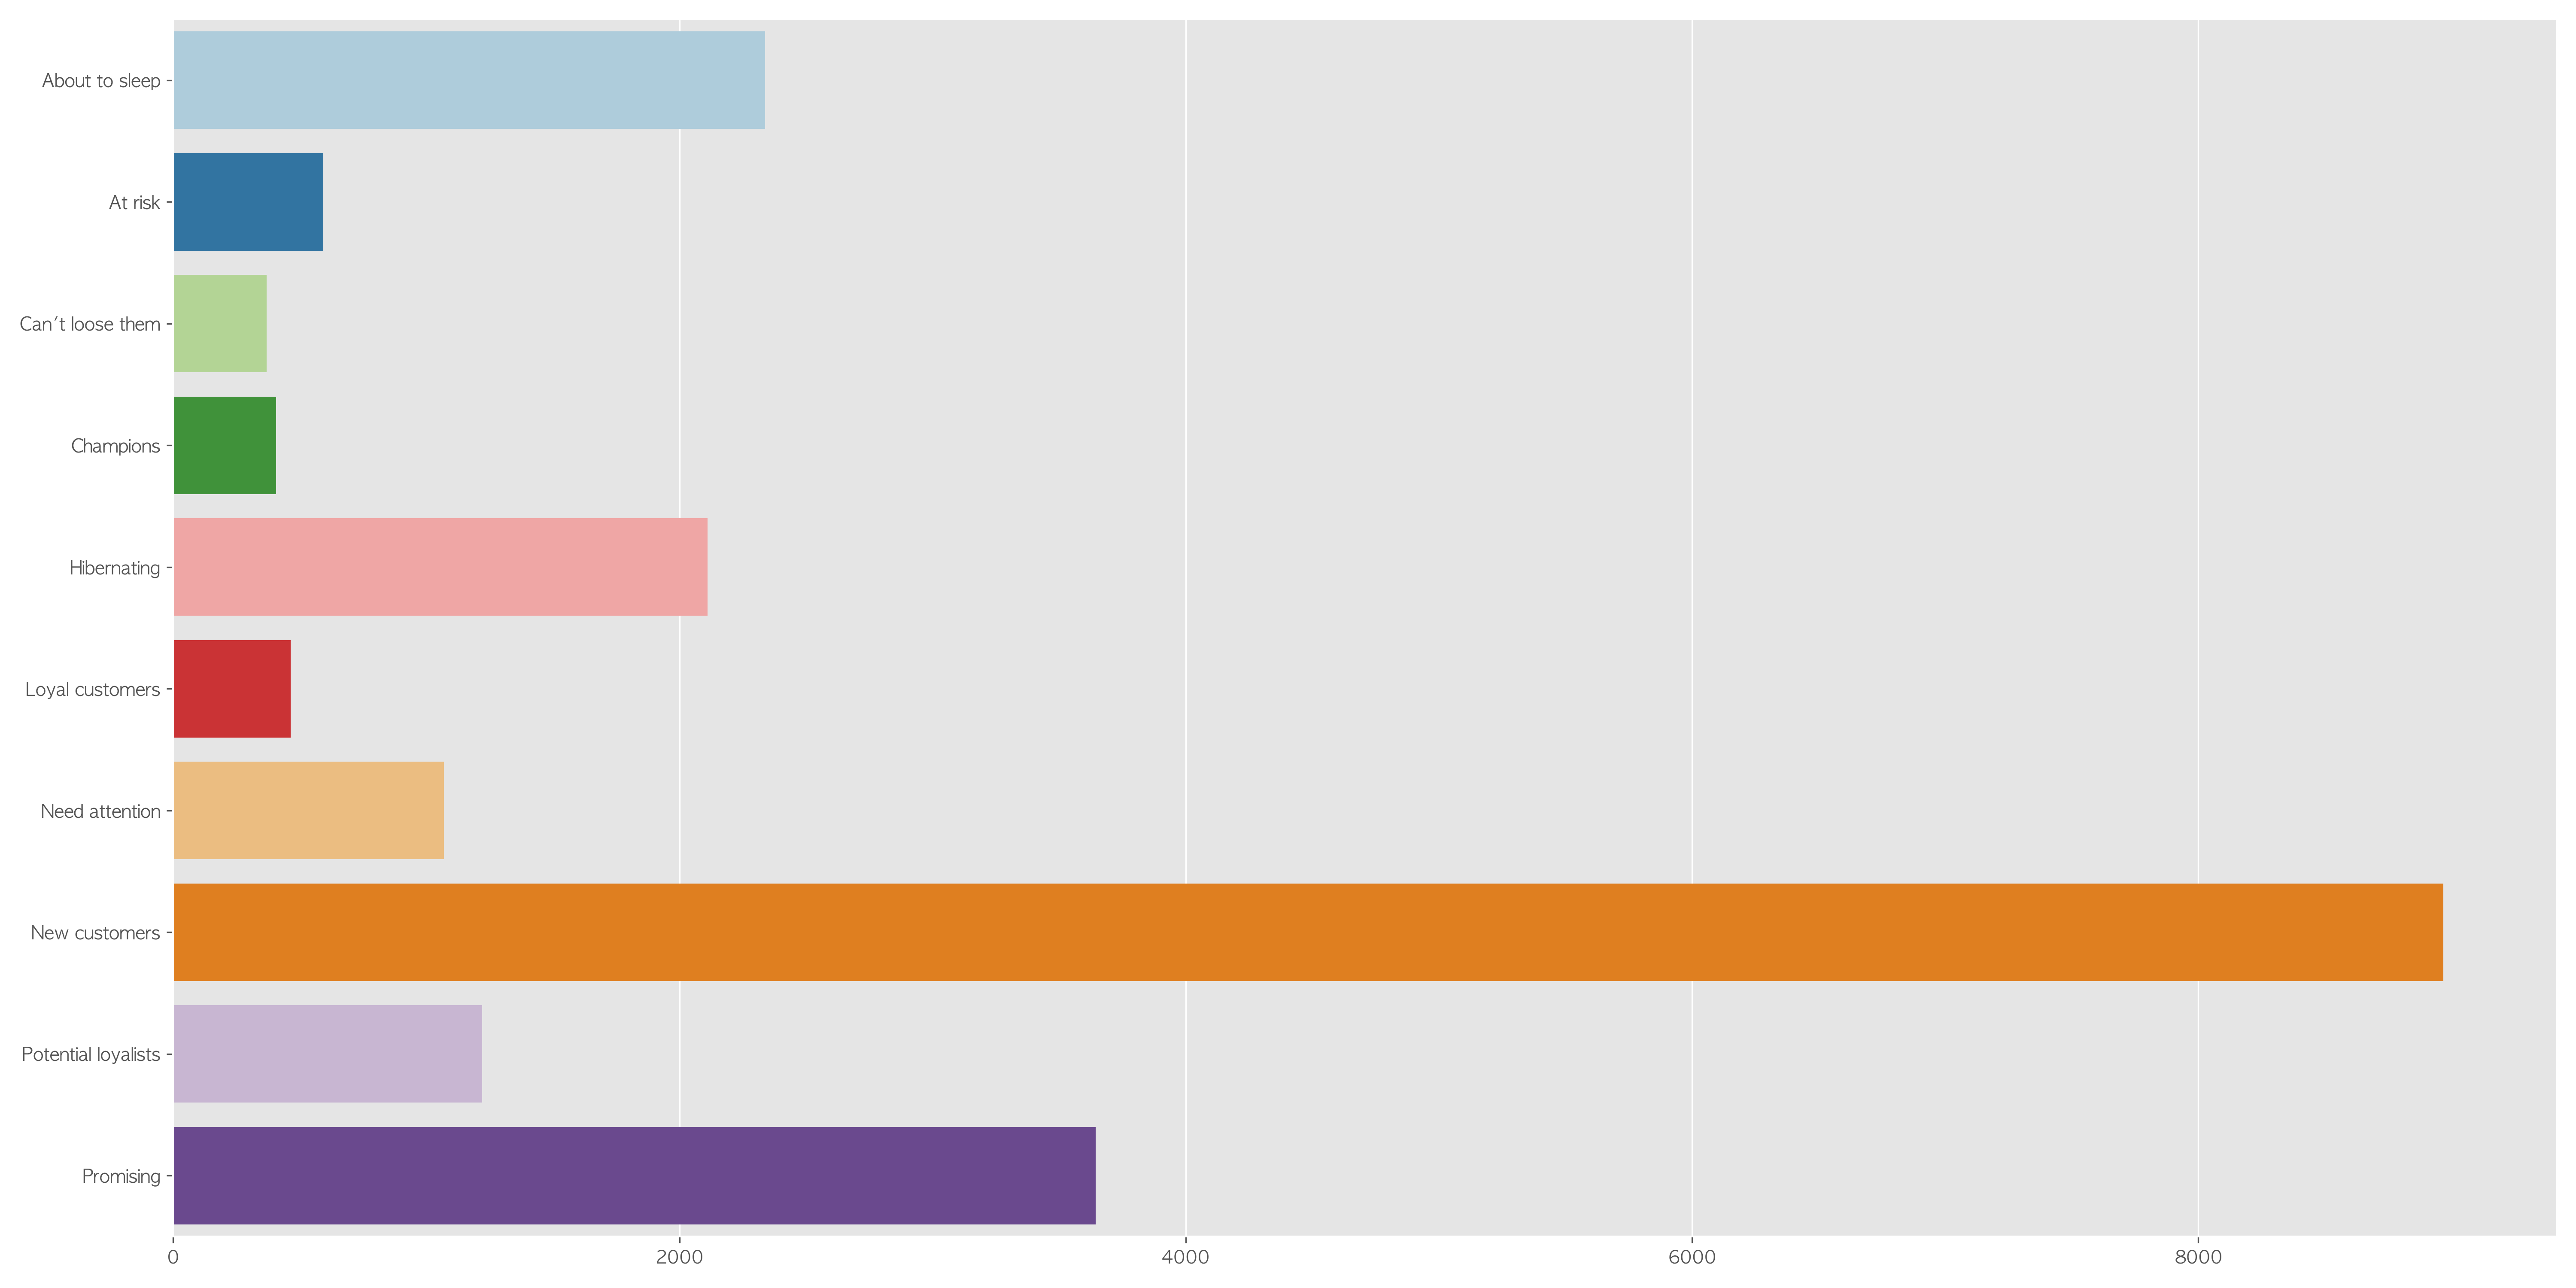 About to sleep
At risk
Can't loose them
Champions
Hibernating
Loyal customers
Need attention
New customers
Potential loyalists
Promising
0 2000 4000 6000 8000